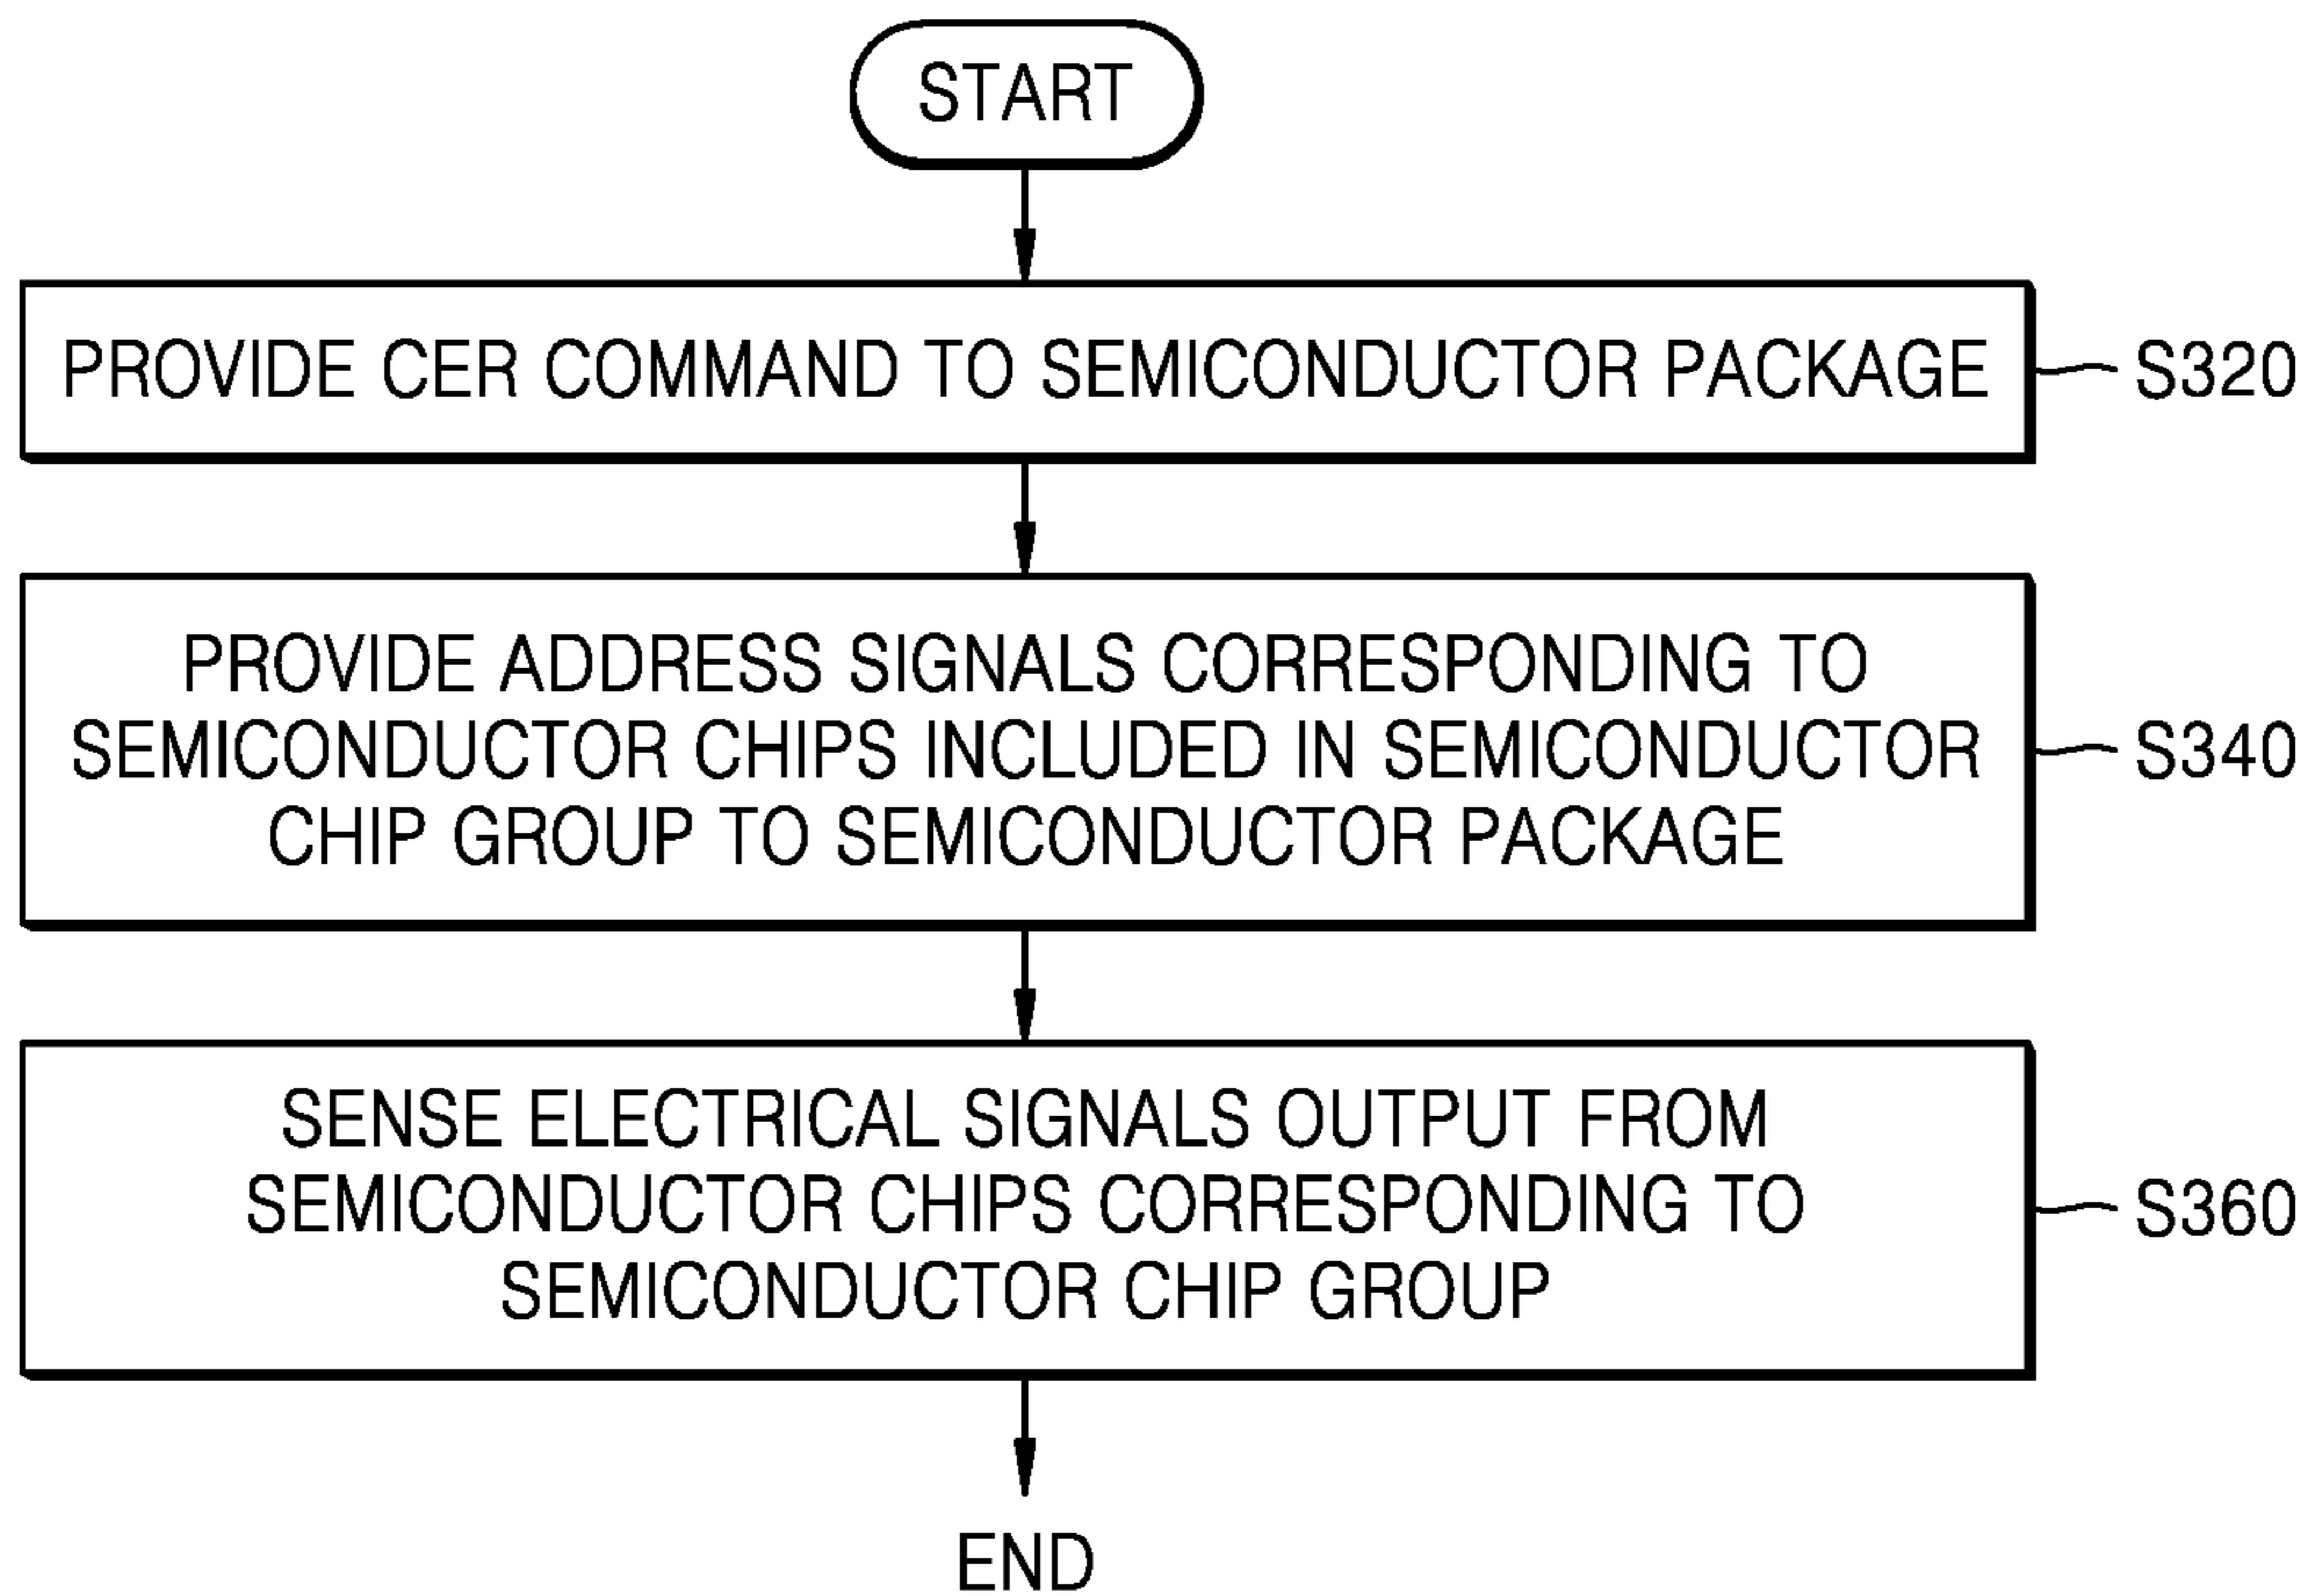 START
PROVIDE CER COMMAND TO SEMICONDUCTOR PACKAGE
S320
PROVIDE ADDRESS SIGNALS CORRESPONDING TO
SEMICONDUCTOR CHIPS INCLUDED IN SEMICONDUCTOR
CHIP GROUP TO SEMICONDUCTOR PACKAGE
S340
SENSE ELECTRICAL SIGNALS OUTPUT FROM
SEMICONDUCTOR CHIPS CORRESPONDING TO
SEMICONDUCTOR CHIP GROUP
S360
END